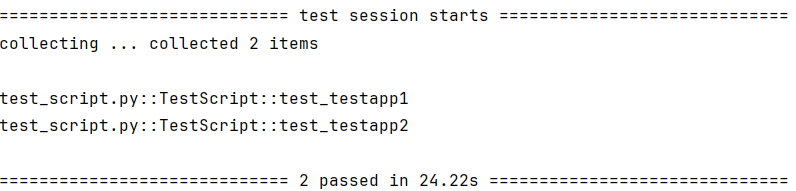 ============================= test session starts =============================
collecting ... collected 2 items
test_script.py::TestScript::test_testapp1
test_script.py::TestScript::test_testapp2
============================= 2 passed in 24.22s ==============================